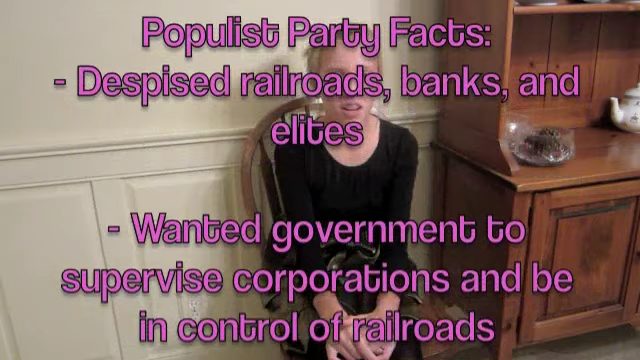 Populist Party Facts:
- Despised railroads, banks, and
elites
- Wanted government to
supervise corporations and be
in control of railroads